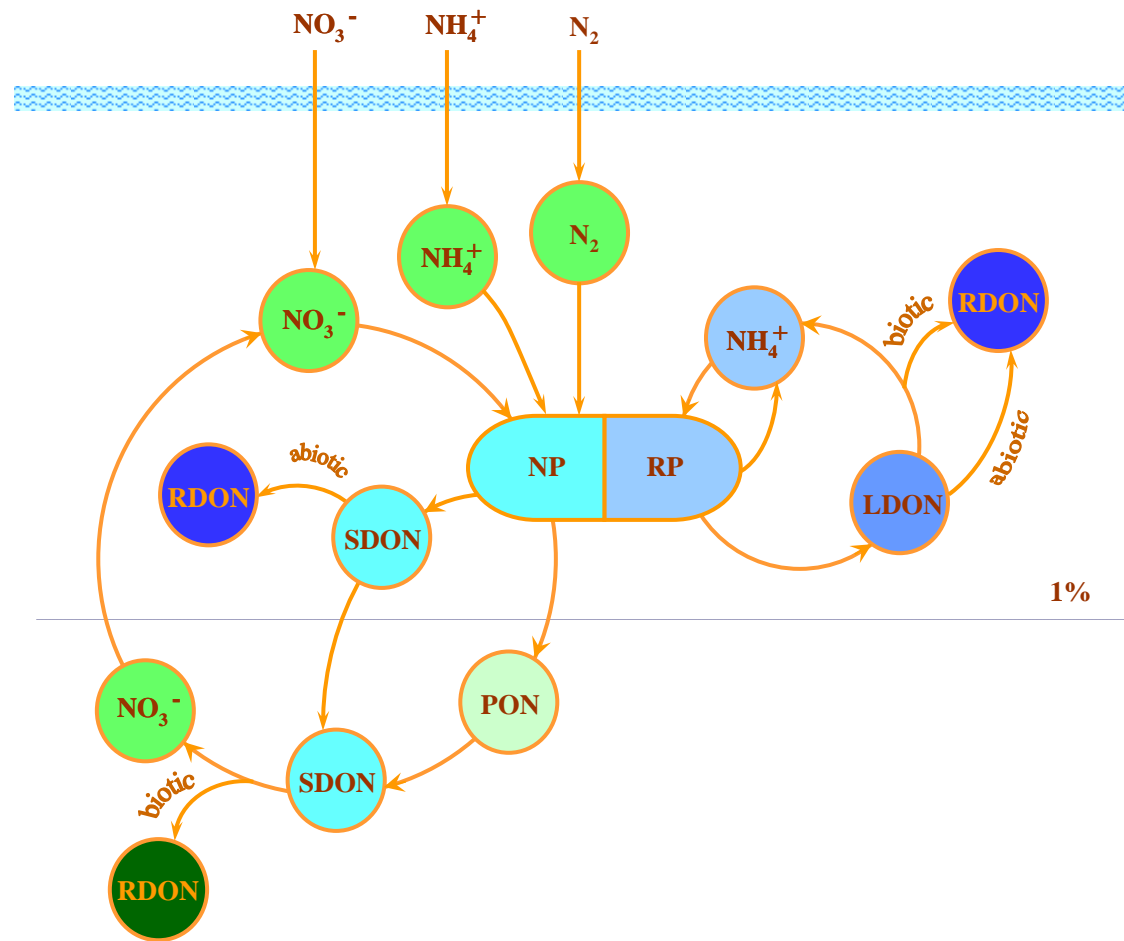 NO₃⁻ NH₄⁺ N₂
N₂
NH₄⁺
NO₃⁻
NH₄⁺
biotic
RDON
abiotic
NP RP
abiotic
RDON
SDON
LDON
1%
NO₃⁻
PON
SDON
biotic
RDON